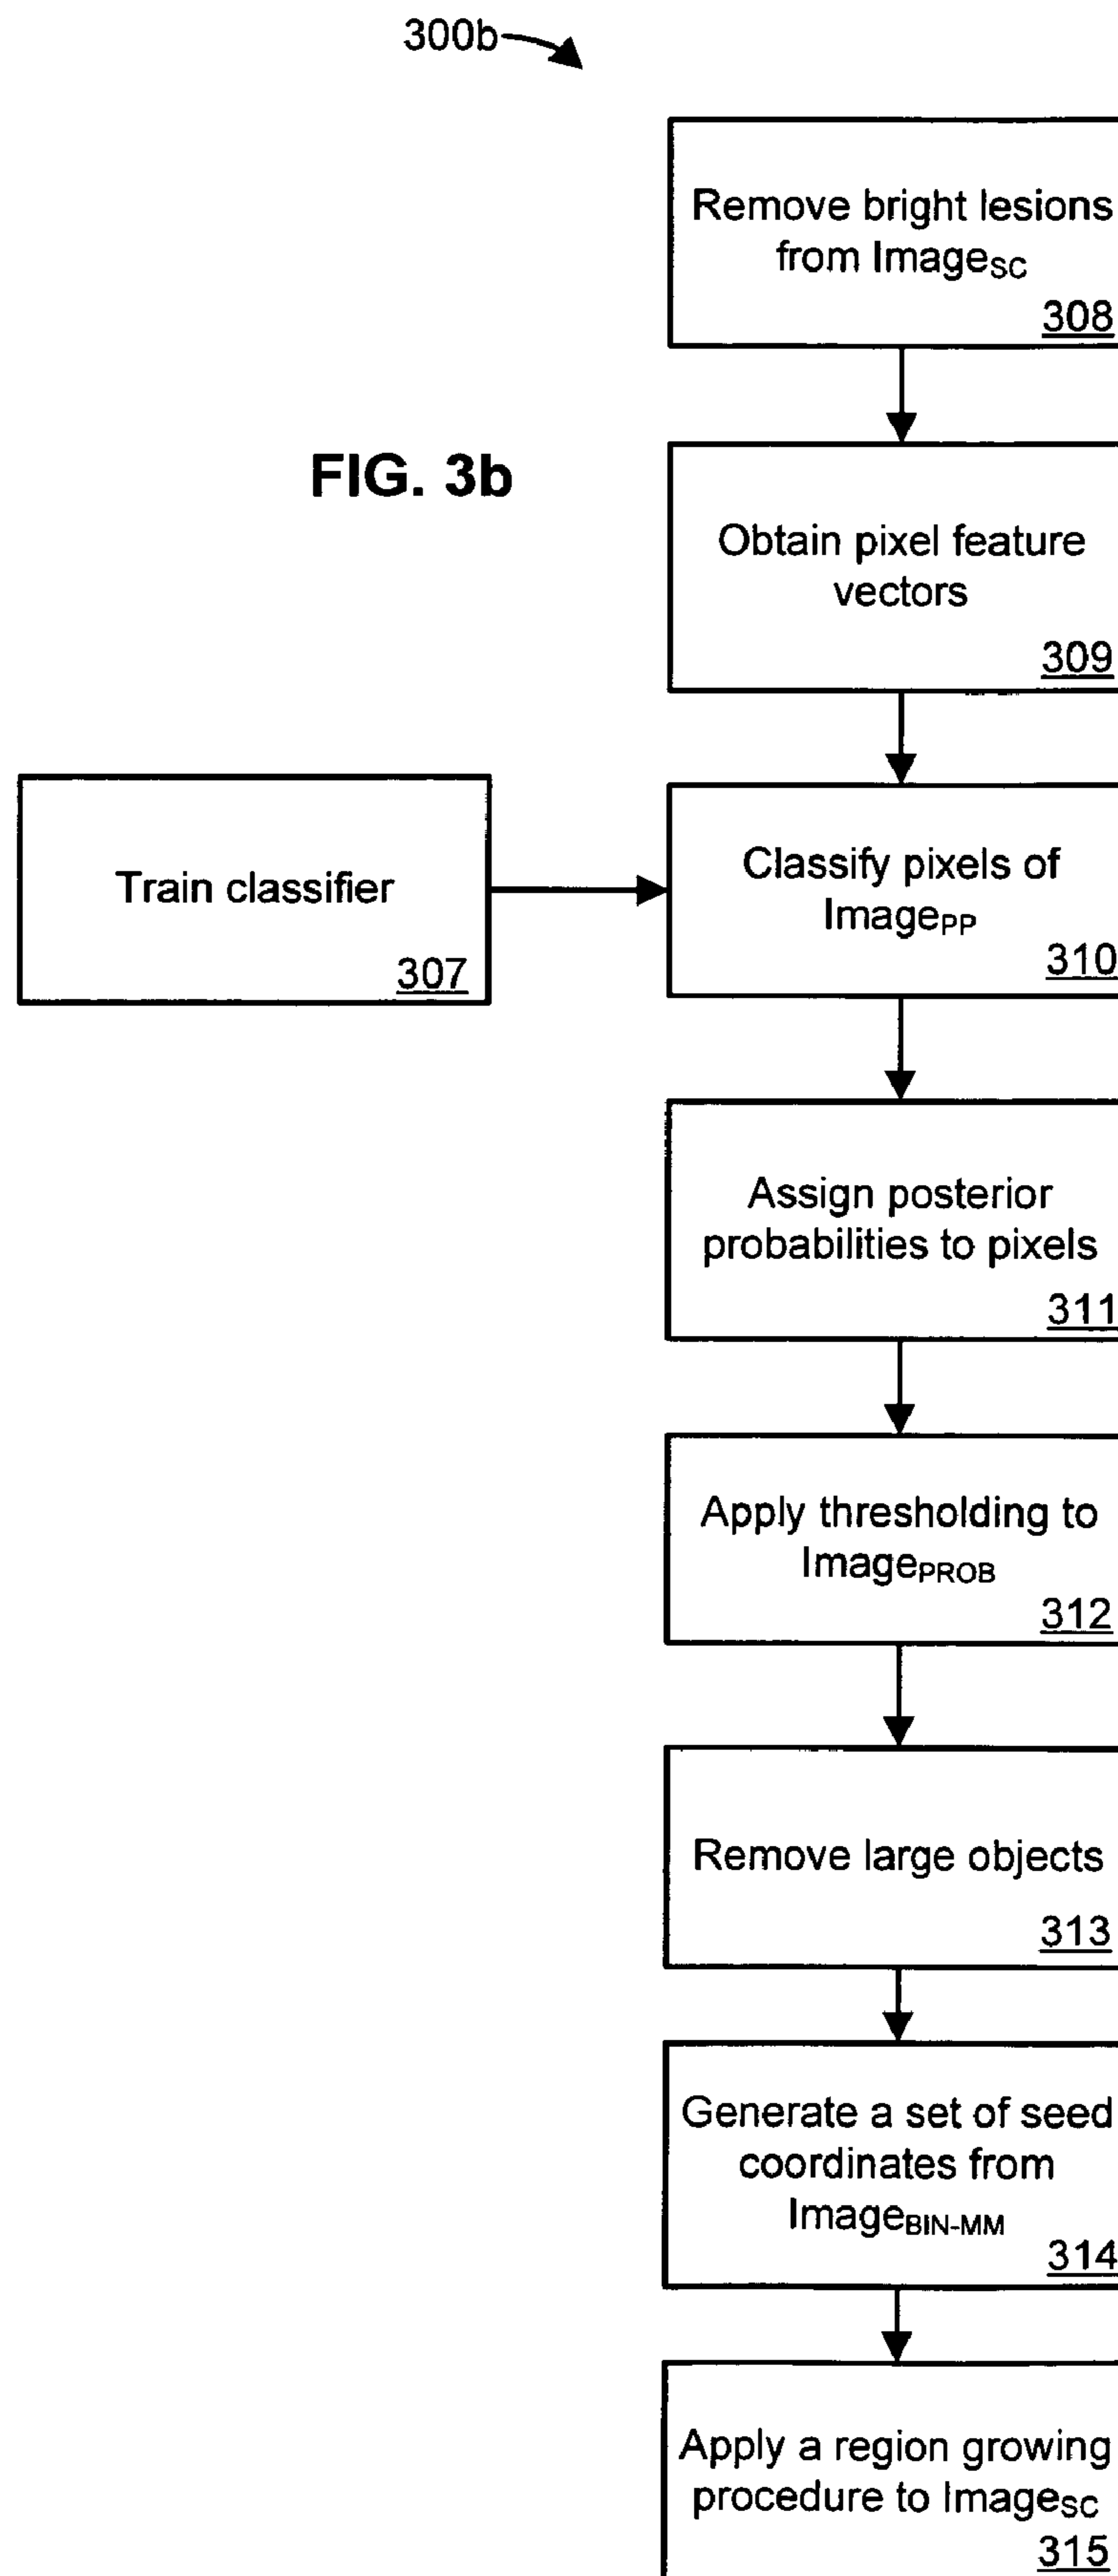 300b
Remove bright lesions
from ImageSC
308
FIG. 3b
Obtain pixel feature
vectors
309
Train classifier
307
Classify pixels of
ImagePP
310
Assign posterior
probabilities to pixels
311
Apply thresholding to
ImagePROB
312
Remove large objects
313
Generate a set of seed
coordinates from
ImageBIN-MM
314
Apply a region growing
procedure to ImageSC
315